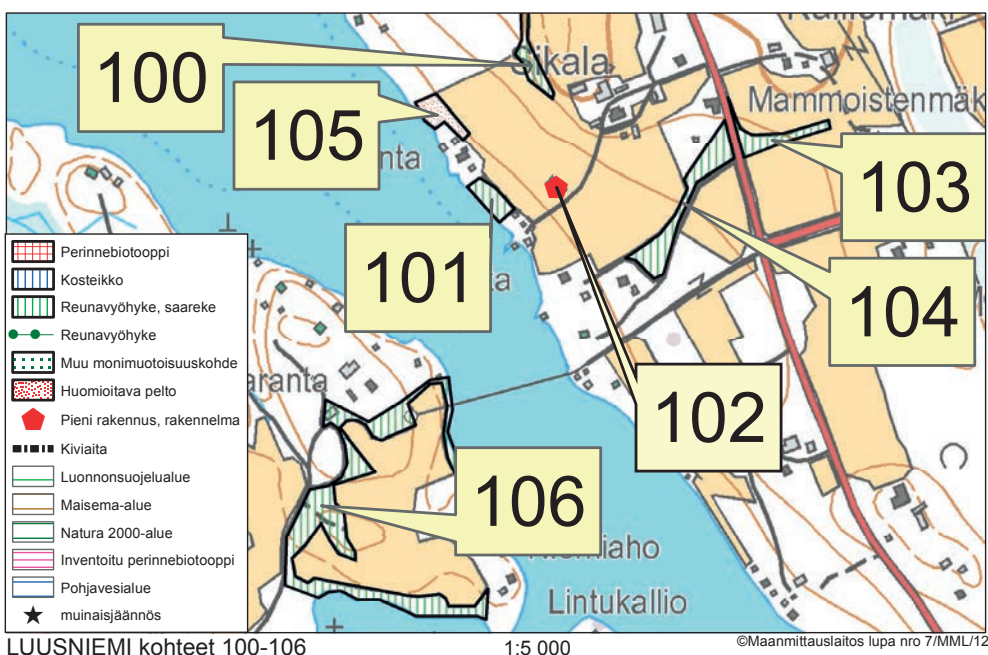 100
105
101
102
103
104
106
Sikala
Mammoistenmäk
nta
a
aranta
Lintukallio
Perinnebiotooppi
Kosteikko
Reunavyöhyke, saareke
Reunavyöhyke
Muu monimuotoisuuskohde
Huomioitava pelto
Pieni rakennus, rakennelma
Kiviaita
Luonnonsuojelualue
Maisema-alue
Natura 2000-alue
Inventoitu perinnebiotooppi
Pohjavesialue
muinaisjäännös
LUUSNIEMI kohteet 100-106
1:5 000
©Maanmittauslaitos lupa nro 7/MML/12